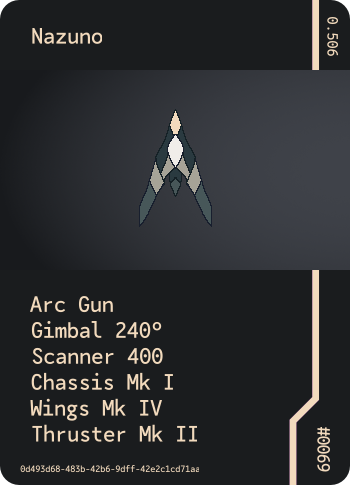 Nazuno
0.506
Arc Gun
Gimbal 240°
Scanner 400
Chassis Mk I
Wings Mk IV
Thruster Mk II
#0069
0d493d68-483b-42b6-9dff-42e2c1cd71aa